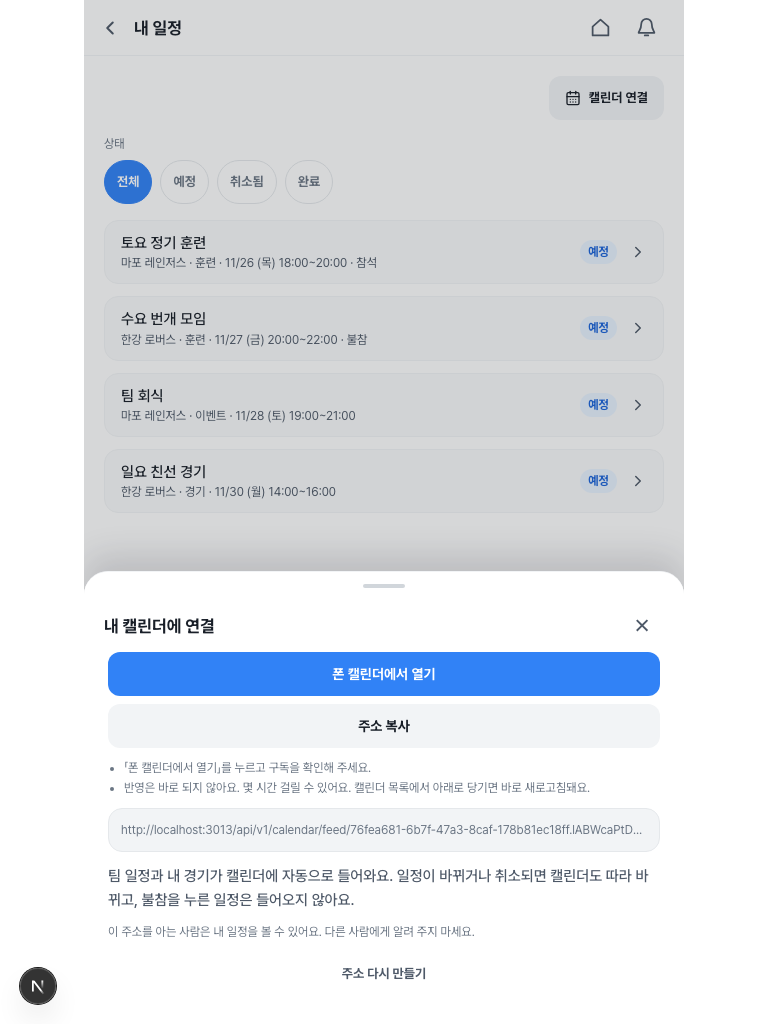 내 일정
캘린더 연결
상태
전체
예정
취소됨
완료
토요 정기 훈련
마포 레인저스 · 훈련 · 11/26 (목) 18:00~20:00 · 참석
예정
수요 번개 모임
한강 로버스 · 훈련 · 11/27 (금) 20:00~22:00 · 불참
예정
팀 회식
마포 레인저스 · 이벤트 · 11/28 (토) 19:00~21:00
예정
일요 친선 경기
한강 로버스 · 경기 · 11/30 (월) 14:00~16:00
예정
내 캘린더에 연결
폰 캘린더에서 열기
주소 복사
• 「폰 캘린더에서 열기」를 누르고 구독을 확인해 주세요.
• 반영은 바로 되지 않아요. 몇 시간 걸릴 수 있어요. 캘린더 목록에서 아래로 당기면 바로 새로고침돼요.
http://localhost:3013/api/v1/calendar/feed/76fea681-6b7f-47a3-8caf-178b81ec18ff.IABWcaPtD...
팀 일정과 내 경기가 캘린더에 자동으로 들어와요. 일정이 바뀌거나 취소되면 캘린더도 따라 바
뀌고, 불참을 누른 일정은 들어오지 않아요.
이 주소를 아는 사람은 내 일정을 볼 수 있어요. 다른 사람에게 알려 주지 마세요.
주소 다시 만들기
N